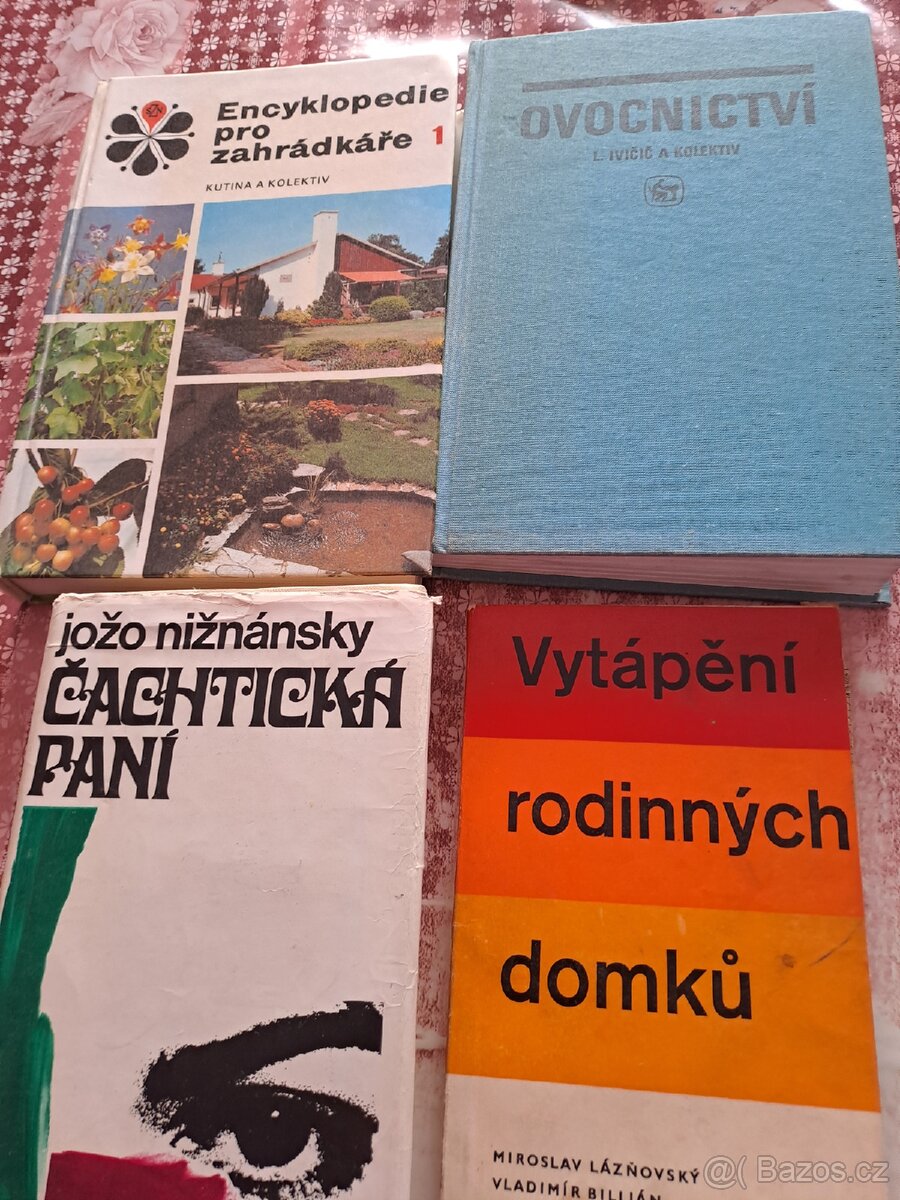 Encyklopedie
pro
zahrádkáře 1
KUTINA A KOLEKTIV
OVOCNICTVÍ
L. IVIČIČ A KOLEKTIV
jožo nižnánsky
ČACHTICKÁ
PANÍ
Vytápění
rodinných
domků
MIROSLAV LÁZŇOVSKÝ
VLADIMÍR BILLIÁN
Bazos.cz